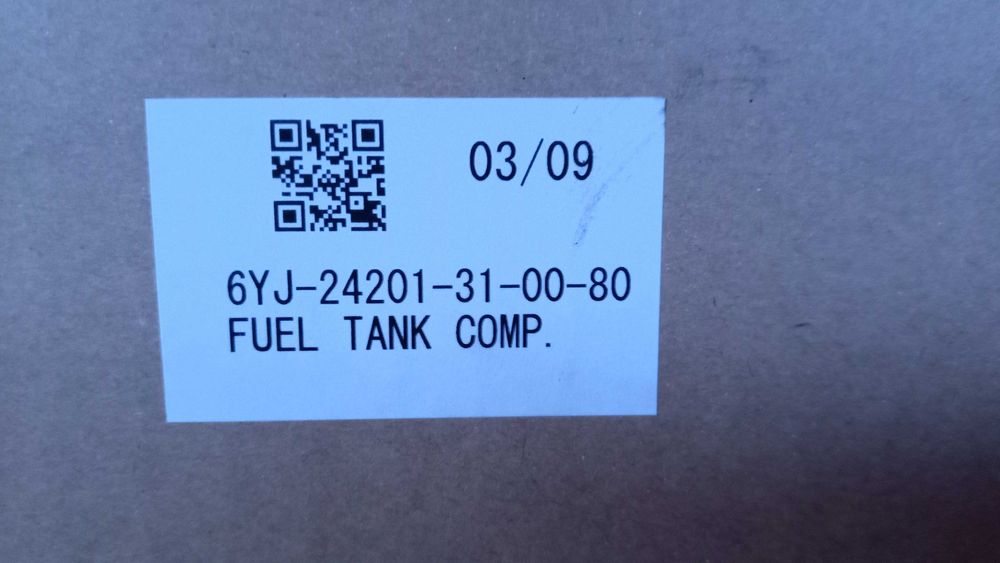 03/09
6YJ-24201-31-00-80
FUEL TANK COMP.